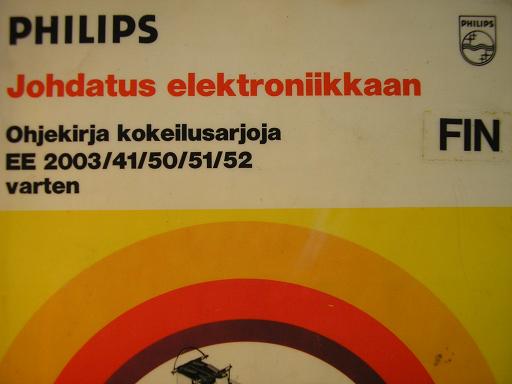 PHILIPS
PHILIPS
Johdatus elektroniikkaan
Ohjekirja kokeilusarjoja
EE 2003/41/50/51/52
varten
FIN